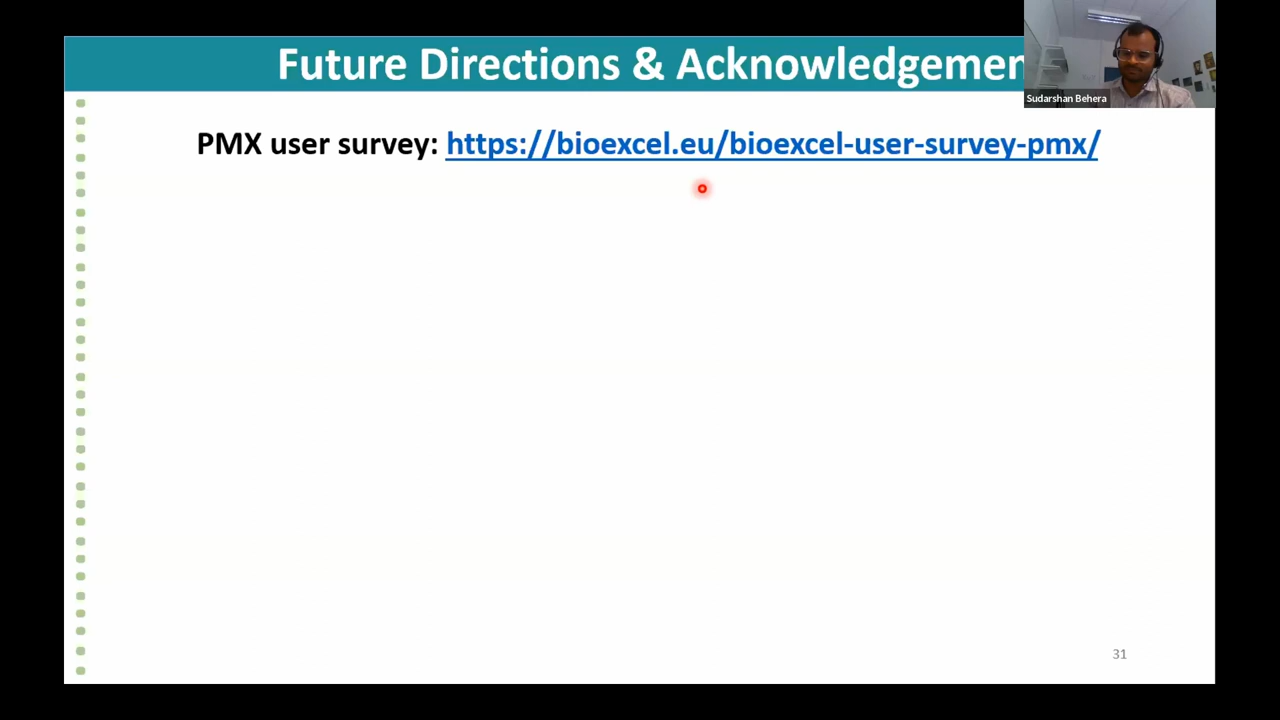 Future Directions & Acknowledgemen
Sudarshan Behera
PMX user survey: https://bioexcel.eu/bioexcel-user-survey-pmx/
31